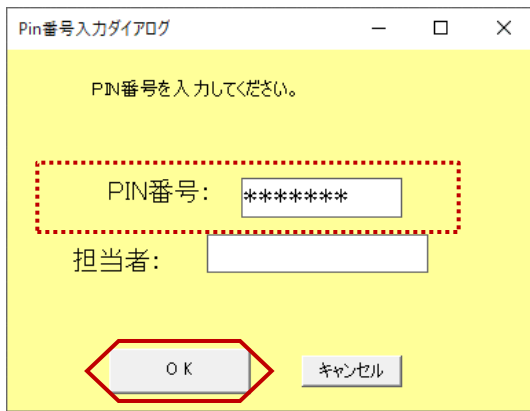 Pin番号入力ダイアログ
PIN番号を入力してください。
PIN番号: *******
担当者:
OK キャンセル